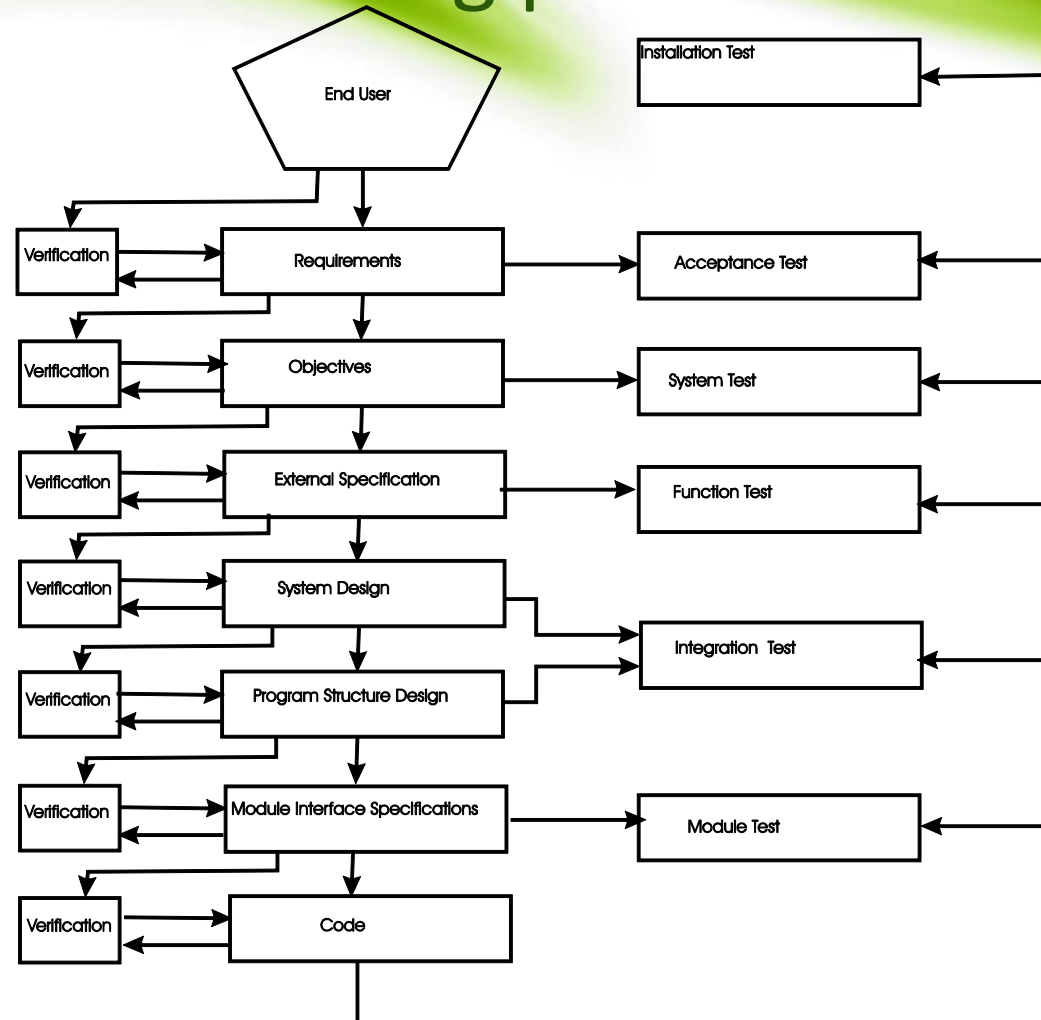 End User
Installation Test
Verification
Requirements
Acceptance Test
Verification
Objectives
System Test
Verification
External Specification
Function Test
Verification
System Design
Integration Test
Verification
Program Structure Design
Verification
Module Interface Specifications
Module Test
Verification
Code